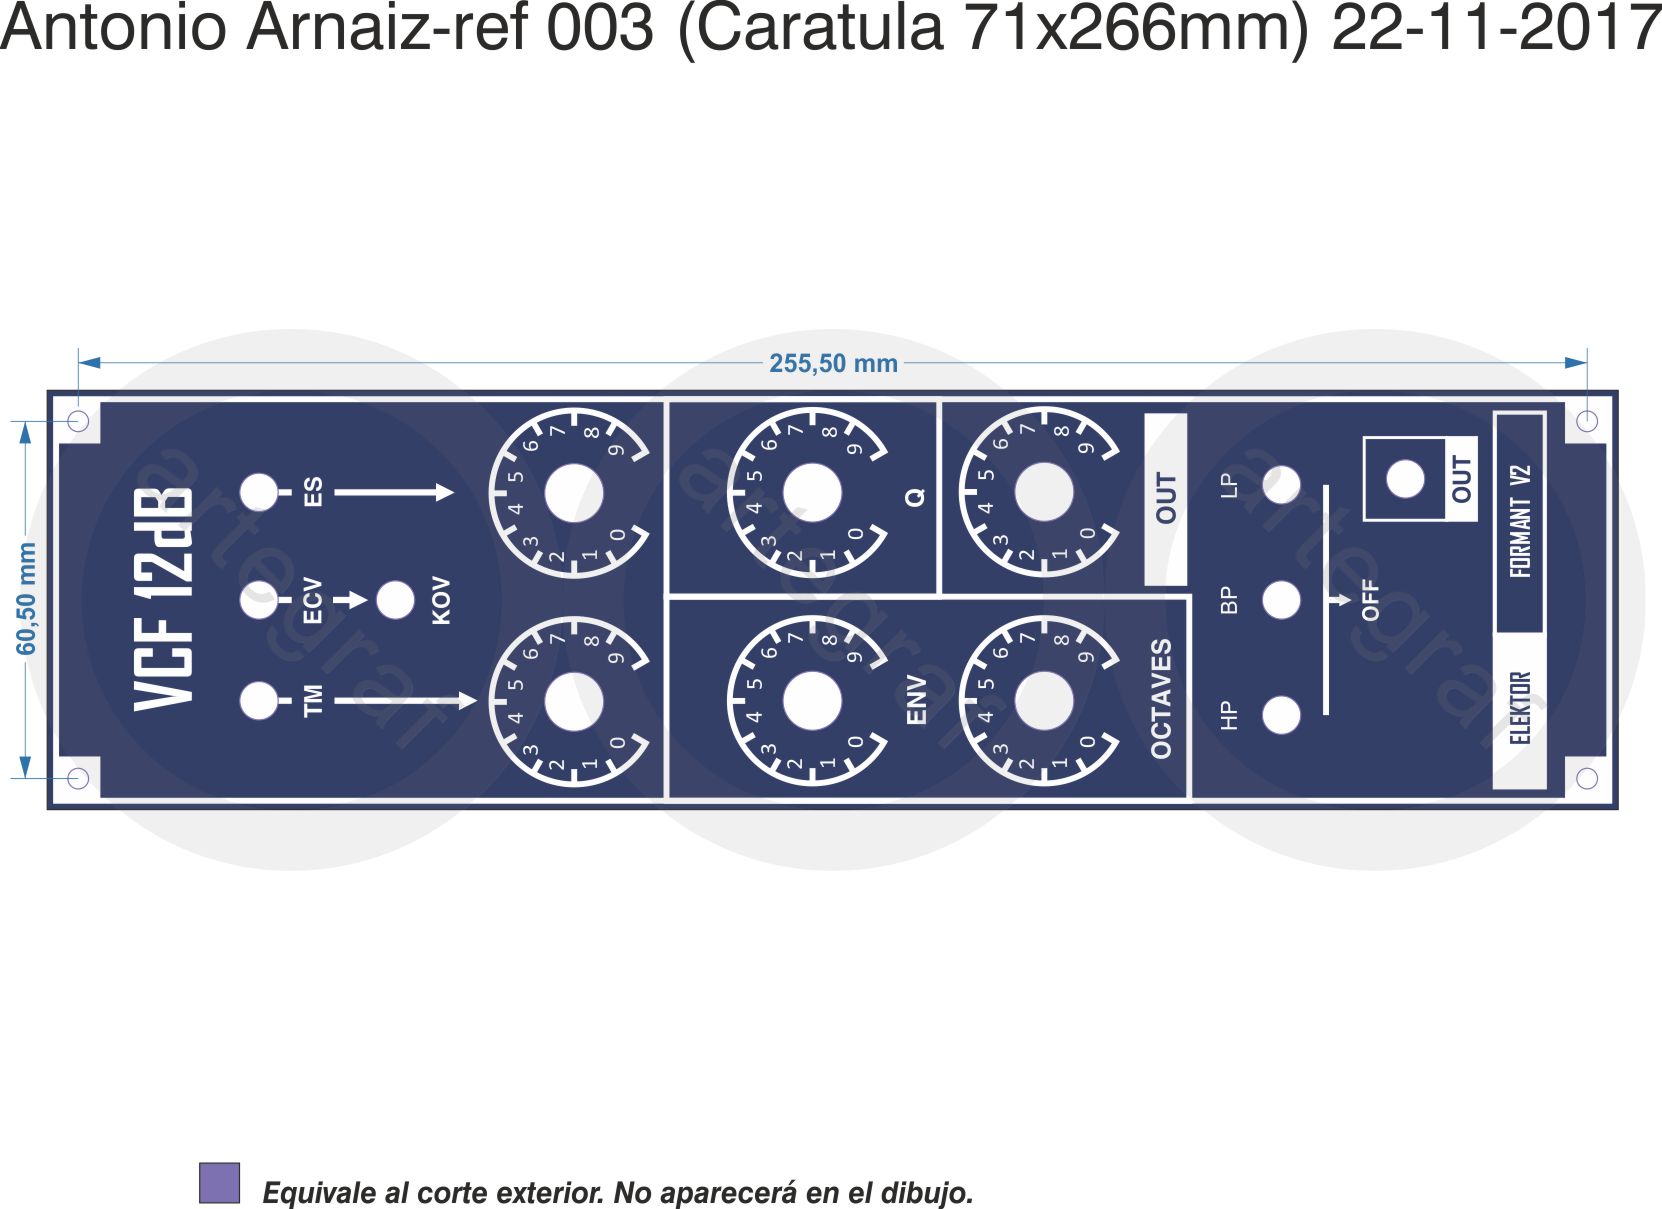 Antonio Arnaiz-ref 003 (Caratula 71x266mm) 22-11-2017
255,50 mm
60,50 mm
VCF 12dB
ES
ECV
TM
KOV
0 1 2 3 4 5 6 7 8 9
0 1 2 3 4 5 6 7 8 9
0 1 2 3 4 5 6 7 8 9
Q
0 1 2 3 4 5 6 7 8 9
ENV
0 1 2 3 4 5 6 7 8 9
OUT
0 1 2 3 4 5 6 7 8 9
OCTAVES
LP
BP
HP
OFF
OUT
FORMANT V2
ELEKTOR
artegraf
artegraf
artegraf
Equivale al corte exterior. No aparecerá en el dibujo.